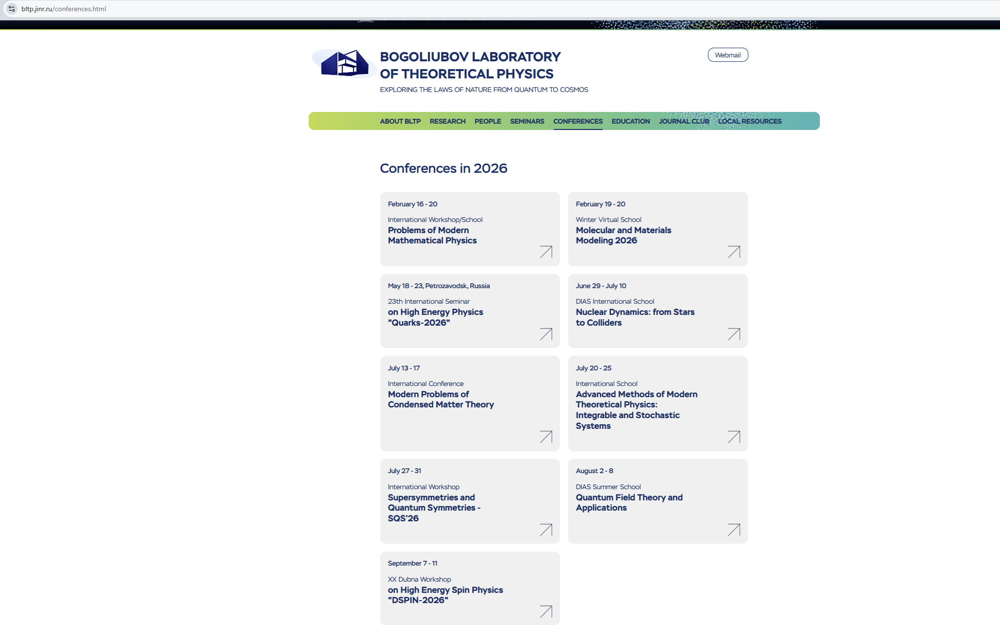 bltp.jinr.ru/conferences.html
BOGOLIUBOV LABORATORY
OF THEORETICAL PHYSICS
EXPLORING THE LAWS OF NATURE FROM QUANTUM TO COSMOS
Webmail
ABOUT BLTP RESEARCH PEOPLE SEMINARS CONFERENCES EDUCATION JOURNAL CLUB LOCAL RESOURCES
Conferences in 2026
February 16 - 20
International Workshop/School
Problems of Modern
Mathematical Physics
February 19 - 20
Winter Virtual School
Molecular and Materials
Modeling 2026
May 18 - 23, Petrozavodsk, Russia
23th International Seminar
on High Energy Physics
"Quarks-2026"
June 29 - July 10
DIAS International School
Nuclear Dynamics: from Stars
to Colliders
July 13 - 17
International Conference
Modern Problems of
Condensed Matter Theory
July 20 - 25
International School
Advanced Methods of Modern
Theoretical Physics:
Integrable and Stochastic
Systems
July 27 - 31
International Workshop
Supersymmetries and
Quantum Symmetries -
SQS’26
August 2 - 8
DIAS Summer School
Quantum Field Theory and
Applications
September 7 - 11
XX Dubna Workshop
on High Energy Spin Physics
"DSPIN-2026"